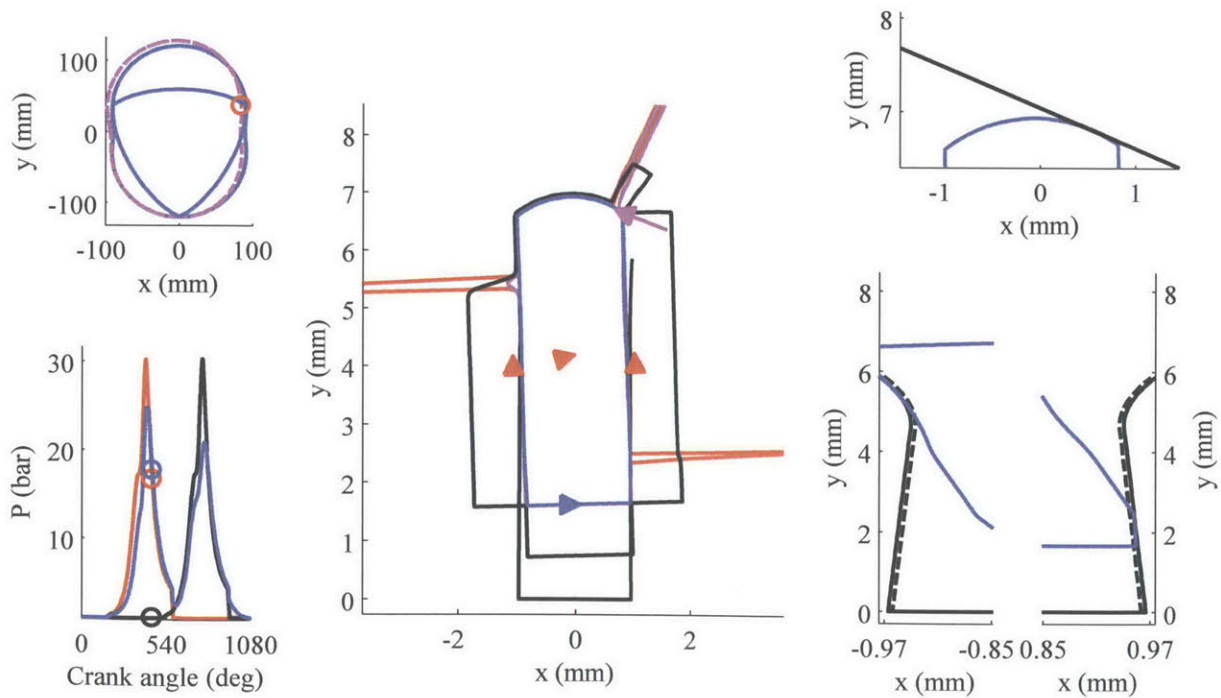 100
0
-100
y (mm)
-100 0 100
x (mm)
30
20
10
P (bar)
0 540 1080
Crank angle (deg)
8
7
6
5
4
3
2
1
0
y (mm)
-2 0 2
x (mm)
8
7
y (mm)
-1 0 1
x (mm)
8
6
4
2
0
y (mm)
-0.97 -0.85
x (mm)
8
6
4
2
0
y (mm)
0.85 0.97
x (mm)